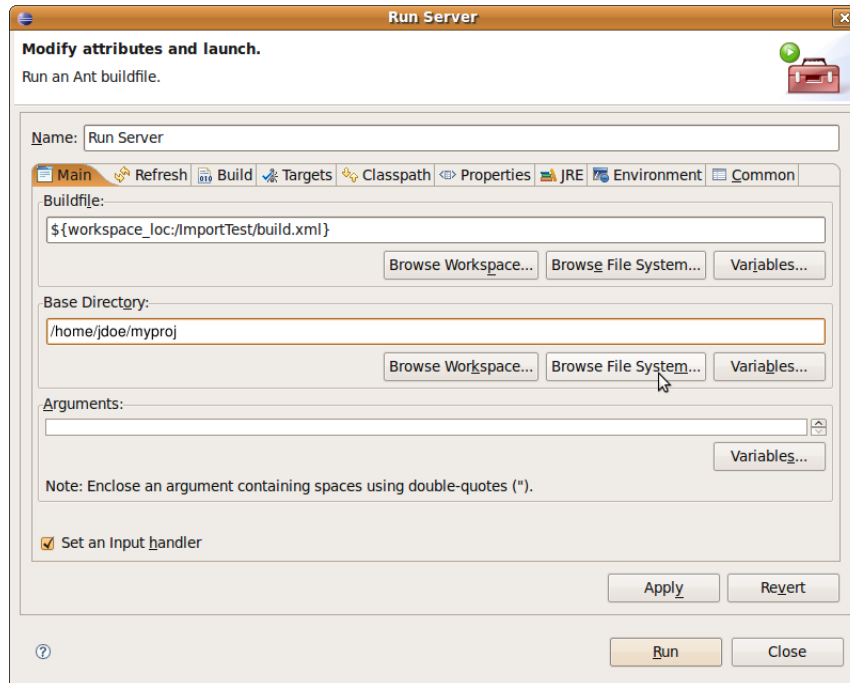 Run Server
Modify attributes and launch.
Run an Ant buildfile.
Name: Run Server
Main Refresh Build Targets Classpath Properties JRE Environment Common
Buildfile:
${workspace_loc:/ImportTest/build.xml}
Browse Workspace... Browse File System... Variables...
Base Directory:
/home/jdoe/myproj
Browse Workspace... Browse File System... Variables...
Arguments:
Variables...
Note: Enclose an argument containing spaces using double-quotes (").
Set an Input handler
Apply Revert
Run Close